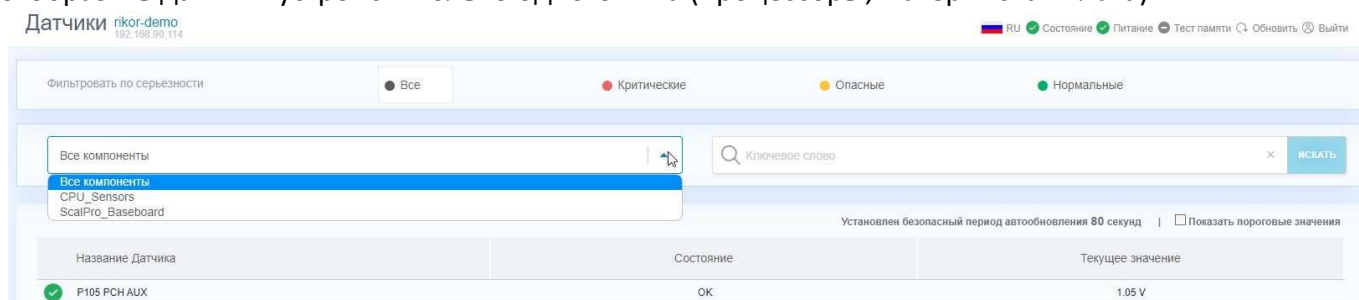 Датчики rikor-demo
192.168.90.114
RU Состояние Питание Тест памяти Обновить Выйти
Фильтровать по серьезности Все Критические Опасные Нормальные
Все компоненты Ключевое слово × ИСКАТЬ
Все компоненты
CPU_Sensors
ScalPro_Baseboard
Установлен безопасный период автообновления 80 секунд | Показать пороговые значения
Название Датчика Состояние Текущее значение
P105 PCH AUX OK 1.05 V